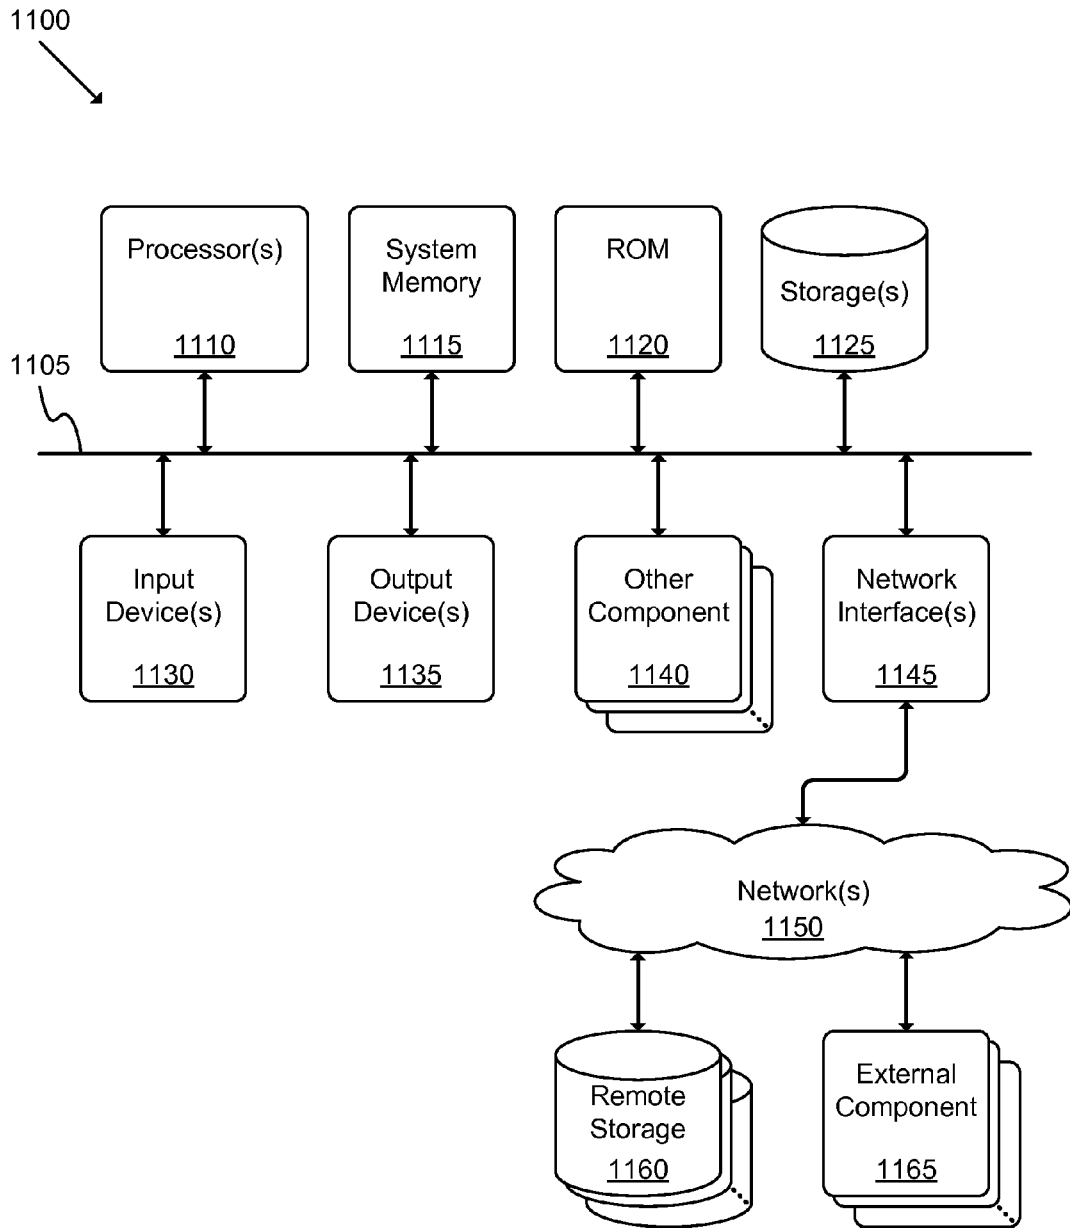 1100
Processor(s)
1110
System
Memory
1115
ROM
1120
Storage(s)
1125
1105
Input
Device(s)
1130
Output
Device(s)
1135
Other
Component
1140
Network
Interface(s)
1145
Network(s)
1150
Remote
Storage
1160
External
Component
1165